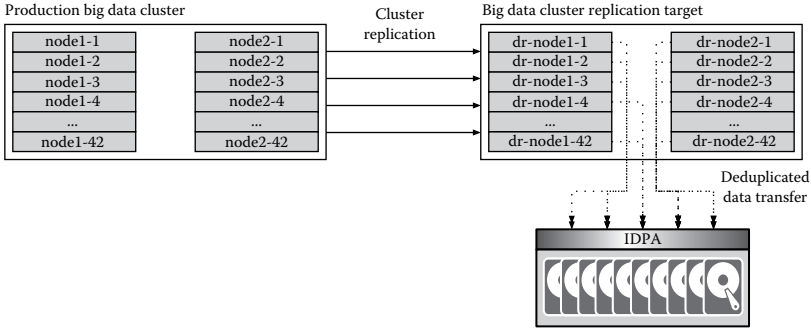 Production big data cluster
Cluster
replication
Big data cluster replication target
node1-1
node1-2
node1-3
node1-4
...
node1-42
node2-1
node2-2
node2-3
node2-4
...
node2-42
dr-node1-1
dr-node1-2
dr-node1-3
dr-node1-4
...
dr-node1-42
dr-node2-1
dr-node2-2
dr-node2-3
dr-node2-4
...
dr-node2-42
Deduplicated
data transfer
IDPA